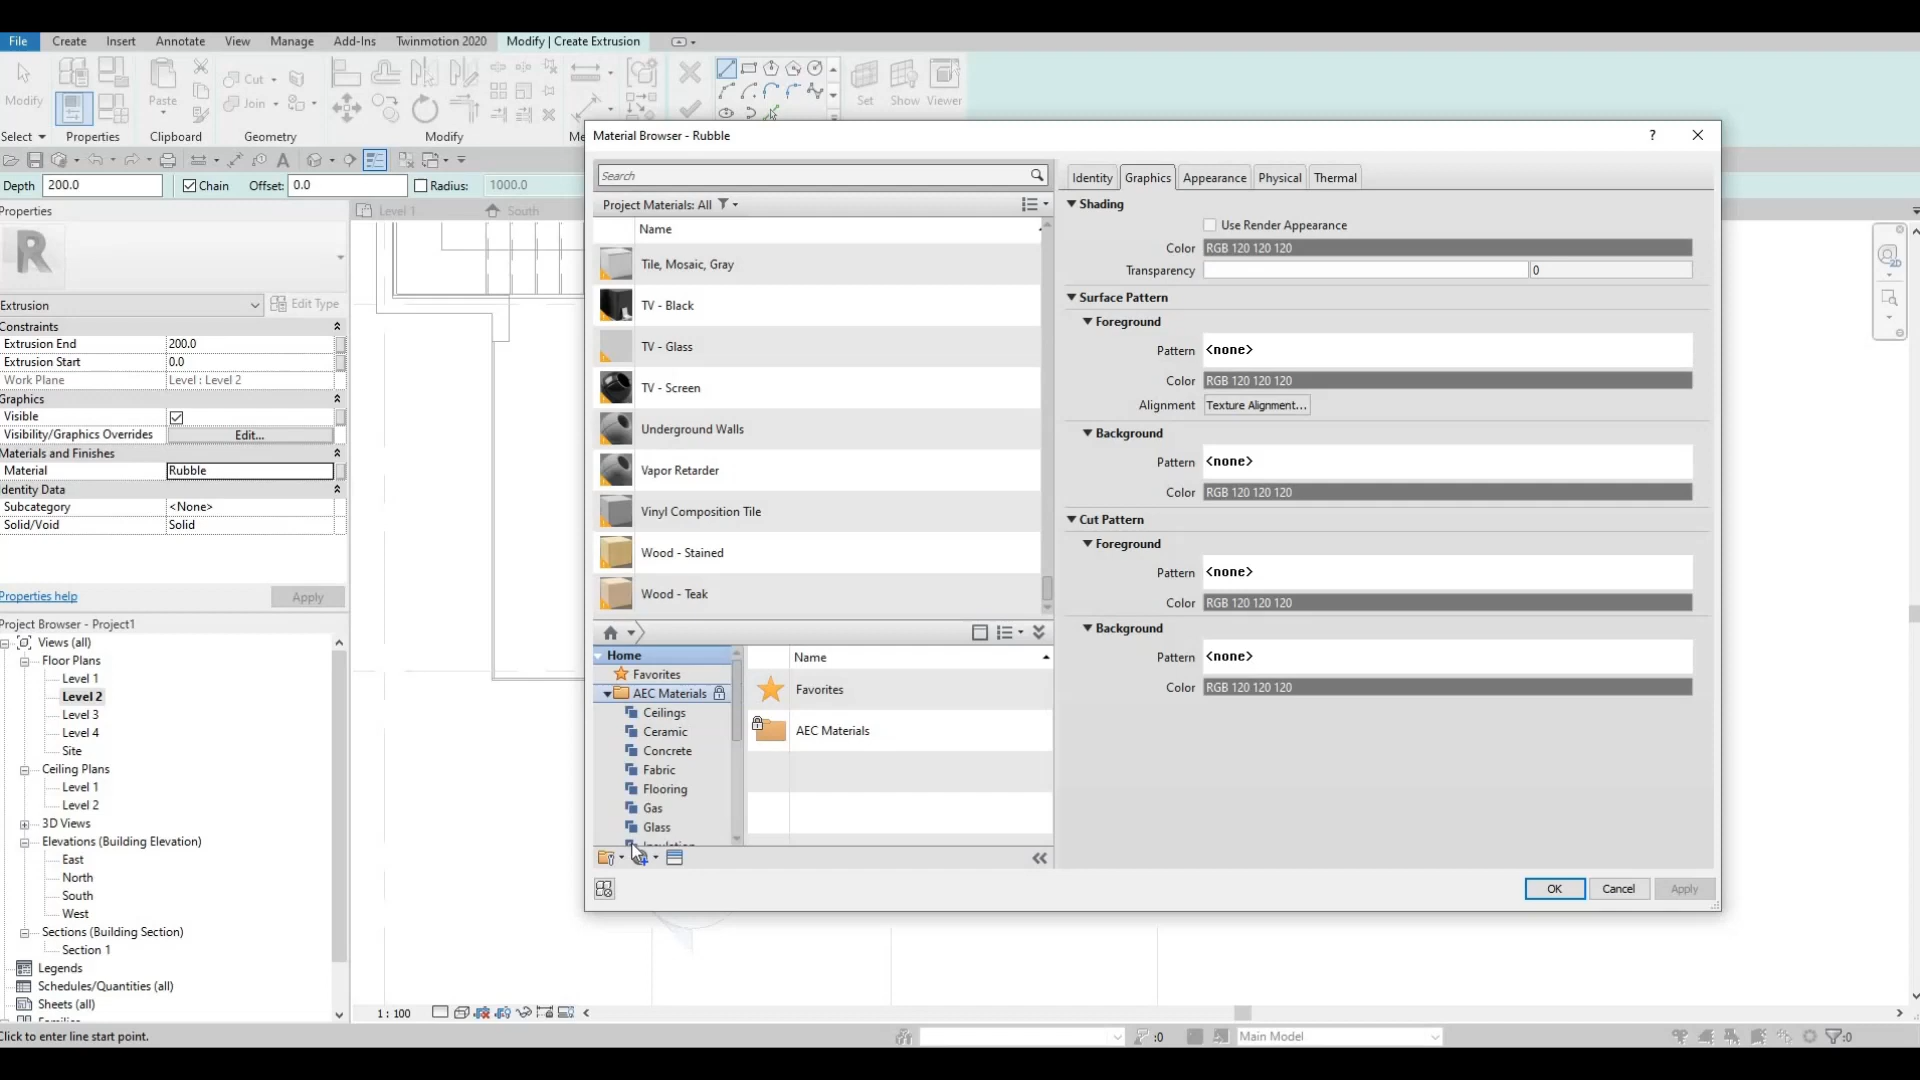 File Create Insert Annotate View Manage Add-Ins Twinmotion 2020 Modify | Create Extrusion
Modify Paste Cut Join Set Show Viewer
Select Properties Clipboard Geometry Modify
Depth 200.0 Chain Offset: 0.0 Radius: 1000.0
Properties
Level 1 South
R
Extrusion Edit Type
Constraints
Extrusion End 200.0
Extrusion Start 0.0
Work Plane Level : Level 2
Graphics
Visible
Visibility/Graphics Overrides Edit...
Materials and Finishes
Material Rubble
Identity Data
Subcategory <None>
Solid/Void Solid
Properties help Apply
Project Browser - Project1
Views (all)
Floor Plans
Level 1
Level 2
Level 3
Level 4
Site
Ceiling Plans
Level 1
Level 2
3D Views
Elevations (Building Elevation)
East
North
South
West
Sections (Building Section)
Section 1
Legends
Schedules/Quantities (all)
Sheets (all)
Material Browser - Rubble
Search
Project Materials: All
Name
Tile, Mosaic, Gray
TV - Black
TV - Glass
TV - Screen
Underground Walls
Vapor Retarder
Vinyl Composition Tile
Wood - Stained
Wood - Teak
Home
Favorites
AEC Materials
Ceilings
Ceramic
Concrete
Fabric
Flooring
Gas
Glass
Name
Favorites
AEC Materials
Identity Graphics Appearance Physical Thermal
Shading
Use Render Appearance
Color RGB 120 120 120
Transparency 0
Surface Pattern
Foreground
Pattern <none>
Color RGB 120 120 120
Alignment Texture Alignment...
Background
Pattern <none>
Color RGB 120 120 120
Cut Pattern
Foreground
Pattern <none>
Color RGB 120 120 120
Background
Pattern <none>
Color RGB 120 120 120
OK Cancel Apply
1 : 100
Click to enter line start point. :0 Main Model :0